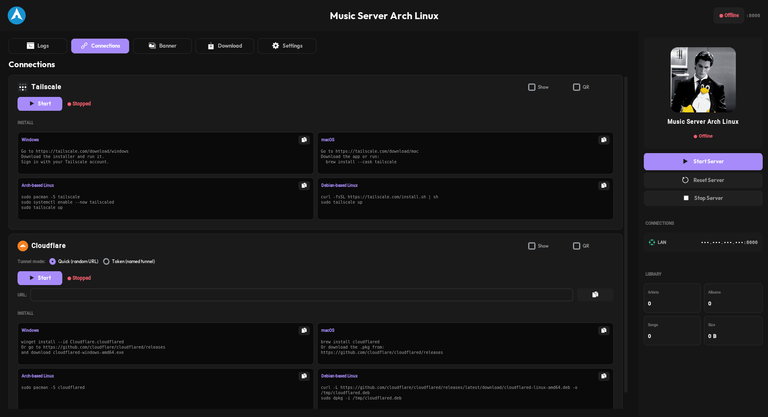 Music Server Arch Linux
Offline :8000
Logs
Connections
Banner
Download
Settings
Connections
Tailscale
Show
QR
Start
Stopped
INSTALL
Windows
Go to https://tailscale.com/download/windows
Download the installer and run it.
Sign in with your Tailscale account.
macOS
Go to https://tailscale.com/download/mac
Download the app or run:
brew install --cask tailscale
Arch-based Linux
sudo pacman -S tailscale
sudo systemctl enable --now tailscaled
sudo tailscale up
Debian-based Linux
curl -fsSL https://tailscale.com/install.sh | sh
sudo tailscale up
Cloudflare
Show
QR
Tunnel mode:
Quick (random URL)
Token (named tunnel)
Start
Stopped
URL:
INSTALL
Windows
winget install --id Cloudflare.cloudflared
Or go to https://github.com/cloudflare/cloudflared/releases
and download cloudflared-windows-amd64.exe
macOS
brew install cloudflared
Or download the .pkg from:
https://github.com/cloudflare/cloudflared/releases
Arch-based Linux
sudo pacman -S cloudflared
Debian-based Linux
curl -L https://github.com/cloudflare/cloudflared/releases/latest/download/cloudflared-linux-amd64.deb -o
/tmp/cloudflared.deb
sudo dpkg -i /tmp/cloudflared.deb
Music Server Arch Linux
Offline
Start Server
Reset Server
Stop Server
CONNECTIONS
LAN
•••.•••.•••.•••:8000
LIBRARY
Artists
0
Albums
0
Songs
0
Size
0 B